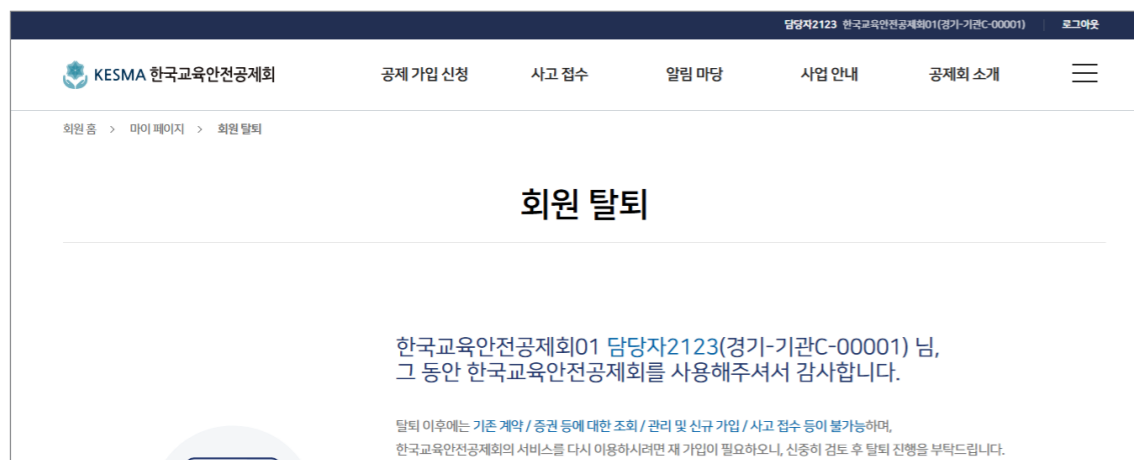 담당자2123 한국교육안전공제회01(경기-기관C-00001) 로그아웃
KESMA 한국교육안전공제회 공제 가입 신청 사고 접수 알림 마당 사업 안내 공제회 소개
회원 홈 > 마이 페이지 > 회원 탈퇴
회원 탈퇴
한국교육안전공제회01 담당자2123(경기-기관C-00001) 님,
그 동안 한국교육안전공제회를 사용해주셔서 감사합니다.
탈퇴 이후에는 기존 계약 / 증권 등에 대한 조회 / 관리 및 신규 가입 / 사고 접수 등이 불가능하며,
한국교육안전공제회의 서비스를 다시 이용하시려면 재 가입이 필요하오니, 신중히 검토 후 탈퇴 진행을 부탁드립니다.